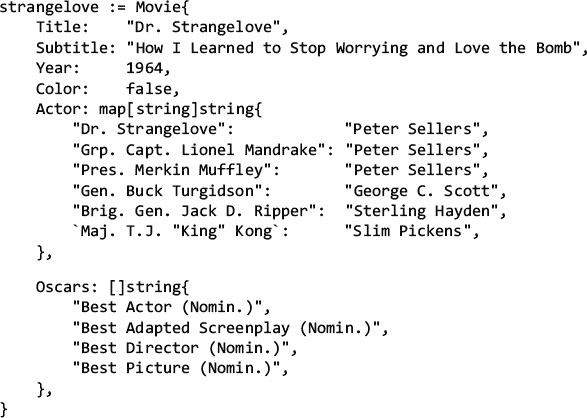 strangelove := Movie{
    Title:    "Dr. Strangelove",
    Subtitle: "How I Learned to Stop Worrying and Love the Bomb",
    Year:     1964,
    Color:    false,
    Actor: map[string]string{
        "Dr. Strangelove":            "Peter Sellers",
        "Grp. Capt. Lionel Mandrake": "Peter Sellers",
        "Pres. Merkin Muffley":       "Peter Sellers",
        "Gen. Buck Turgidson":        "George C. Scott",
        "Brig. Gen. Jack D. Ripper":  "Sterling Hayden",
        `Maj. T.J. "King" Kong`:      "Slim Pickens",
    },

    Oscars: []string{
        "Best Actor (Nomin.)",
        "Best Adapted Screenplay (Nomin.)",
        "Best Director (Nomin.)",
        "Best Picture (Nomin.)",
    },
}